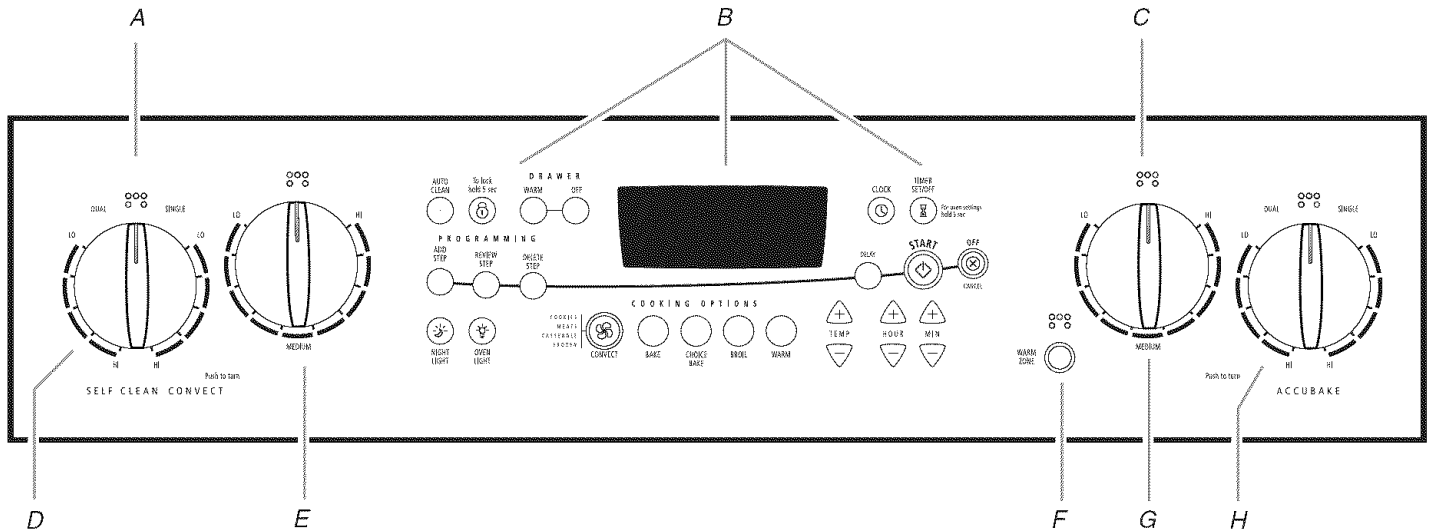 A
B
C
AUTO
CLEAN
To lock
hold 5 sec
DRAWER
WARM
OFF
CLOCK
TIMER
SET/OFF
For oven settings
hold 5 sec
DUAL
SINGLE
LO
LO
LO
HI
LO
HI
DUAL
SINGLE
LO
LO
PROGRAMMING
ADD
STEP
REVIEW
STEP
DELETE
STEP
DELAY
START
OFF
CANCEL
COOKING OPTIONS
COOKIES
MEATS
CASSEROLE
FROZEN
CONVECT
BAKE
CHOICE
BAKE
BROIL
WARM
TEMP
HOUR
MIN
NIGHT
LIGHT
OVEN
LIGHT
WARM
ZONE
HI
HI
MEDIUM
MEDIUM
HI
HI
Push to turn
Push to turn
SELF CLEAN CONVECT
ACCUBAKE
D
E
F
G
H